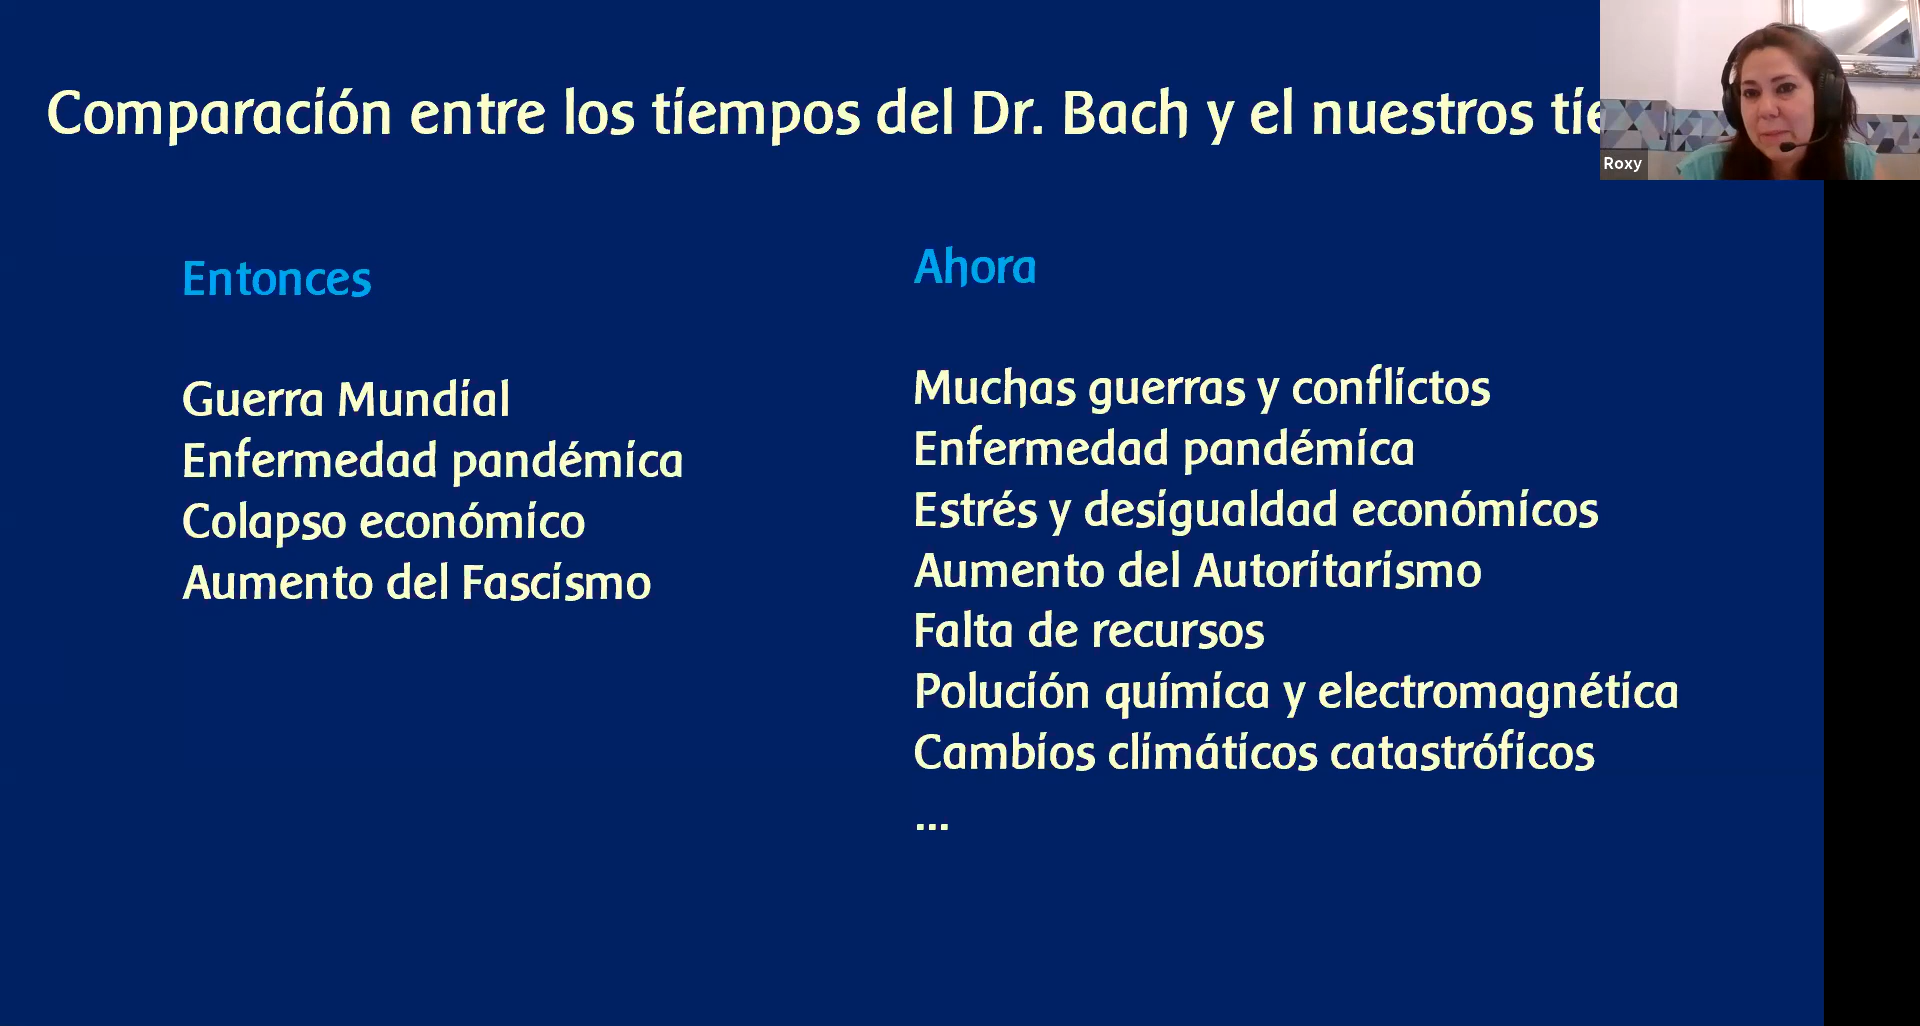 Comparación entre los tiempos del Dr. Bach y el nuestros
Roxy
Entonces
Guerra Mundial
Enfermedad pandémica
Colapso económico
Aumento del Fascismo
Ahora
Muchas guerras y conflictos
Enfermedad pandémica
Estrés y desigualdad económicos
Aumento del Autoritarismo
Falta de recursos
Polución química y electromagnética
Cambios climáticos catastróficos
...